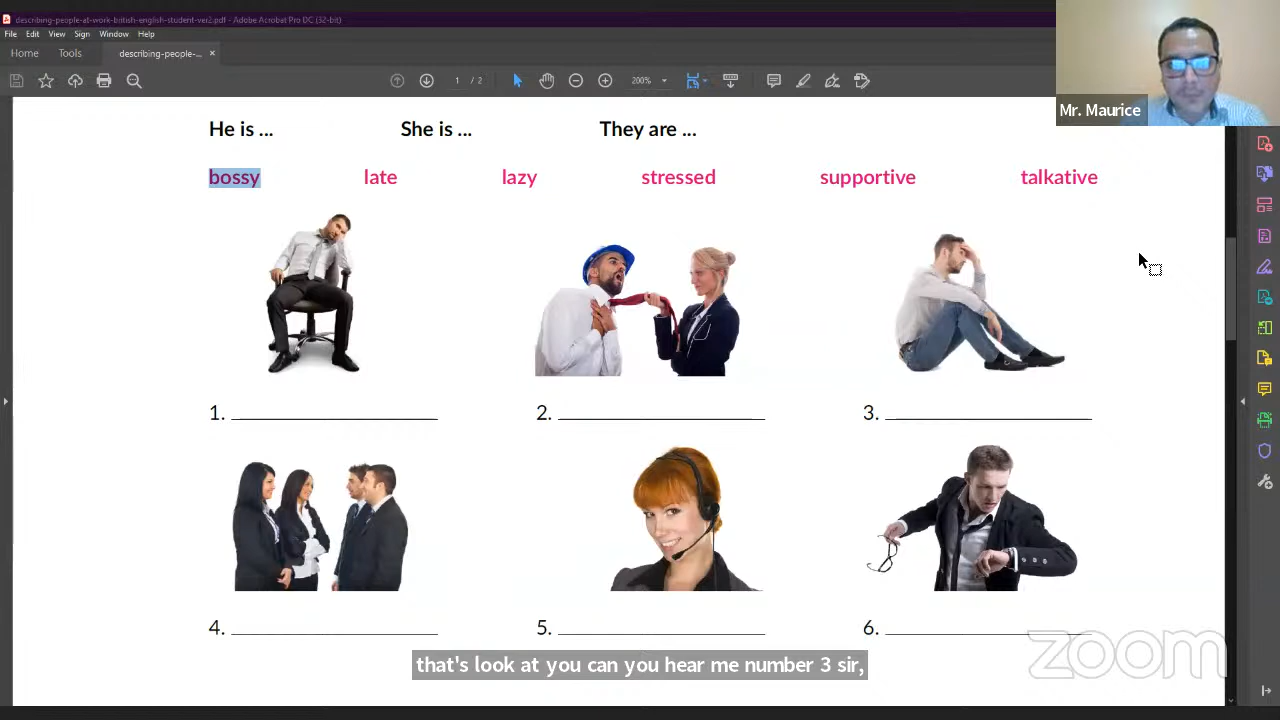 describing-people-at-work-british-english-student-ver2.pdf - Adobe Acrobat Pro DC (32-bit)
File Edit View Sign Window Help
Home Tools describing-people-... ×
1 / 2 200%
Mr. Maurice
He is ... She is ... They are ...
bossy late lazy stressed supportive talkative
1. 2. 3.
4. 5. 6.
zoom
that's look at you can you hear me number 3 sir,